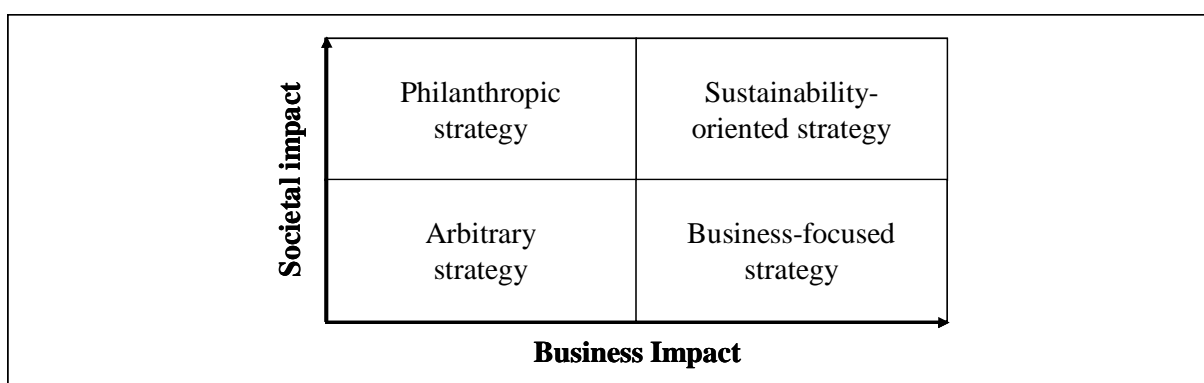 Societal impact
Philanthropic
strategy
Sustainability-
oriented strategy
Arbitrary
strategy
Business-focused
strategy
Business Impact